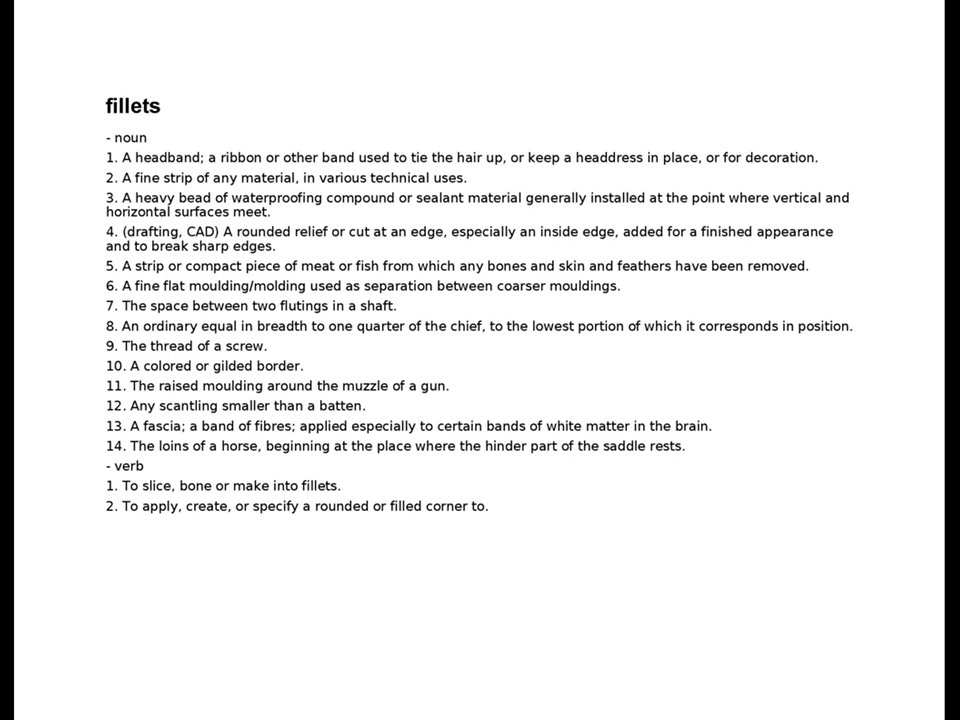 fillets
- noun
1. A headband; a ribbon or other band used to tie the hair up, or keep a headdress in place, or for decoration.
2. A fine strip of any material, in various technical uses.
3. A heavy bead of waterproofing compound or sealant material generally installed at the point where vertical and
horizontal surfaces meet.
4. (drafting, CAD) A rounded relief or cut at an edge, especially an inside edge, added for a finished appearance
and to break sharp edges.
5. A strip or compact piece of meat or fish from which any bones and skin and feathers have been removed.
6. A fine flat moulding/molding used as separation between coarser mouldings.
7. The space between two flutings in a shaft.
8. An ordinary equal in breadth to one quarter of the chief, to the lowest portion of which it corresponds in position.
9. The thread of a screw.
10. A colored or gilded border.
11. The raised moulding around the muzzle of a gun.
12. Any scantling smaller than a batten.
13. A fascia; a band of fibres; applied especially to certain bands of white matter in the brain.
14. The loins of a horse, beginning at the place where the hinder part of the saddle rests.
- verb
1. To slice, bone or make into fillets.
2. To apply, create, or specify a rounded or filled corner to.